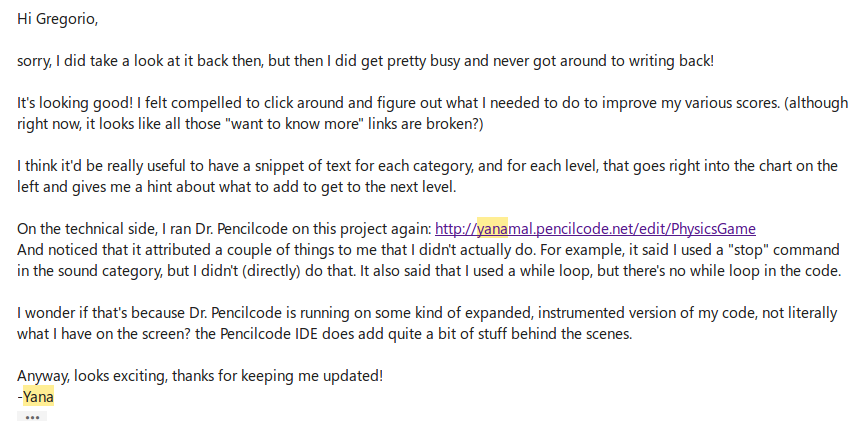 Hi Gregorio,
sorry, I did take a look at it back then, but then I did get pretty busy and never got around to writing back!
It's looking good! I felt compelled to click around and figure out what I needed to do to improve my various scores. (although
right now, it looks like all those "want to know more" links are broken?)
I think it'd be really useful to have a snippet of text for each category, and for each level, that goes right into the chart on the
left and gives me a hint about what to add to get to the next level.
On the technical side, I ran Dr. Pencilcode on this project again: http://yanamal.pencilcode.net/edit/PhysicsGame
And noticed that it attributed a couple of things to me that I didn't actually do. For example, it said I used a "stop" command
in the sound category, but I didn't (directly) do that. It also said that I used a while loop, but there's no while loop in the code.
I wonder if that's because Dr. Pencilcode is running on some kind of expanded, instrumented version of my code, not literally
what I have on the screen? the Pencilcode IDE does add quite a bit of stuff behind the scenes.
Anyway, looks exciting, thanks for keeping me updated!
-Yana
•••